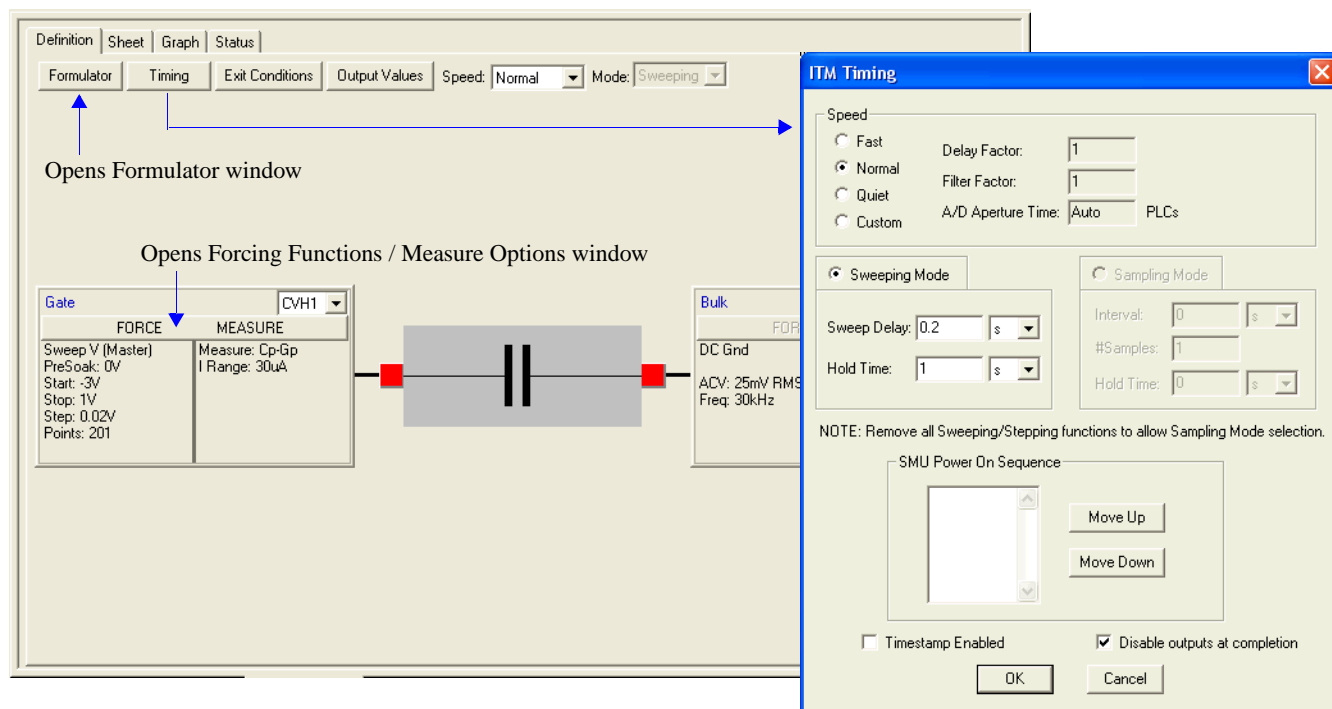 Definition Sheet Graph Status
Formulator Timing Exit Conditions Output Values Speed: Normal Mode: Sweeping
Opens Formulator window
Opens Forcing Functions / Measure Options window
Gate CVH1
FORCE MEASURE
Sweep V (Master)
PreSoak: 0V
Start: -3V
Stop: 1V
Step: 0.02V
Points: 201
Measure: Cp-Gp
I Range: 30uA
Bulk
FOR
DC Gnd
ACV: 25mV RMS
Freq: 30kHz
ITM Timing
Speed
Fast
Normal
Quiet
Custom
Delay Factor: 1
Filter Factor: 1
A/D Aperture Time: Auto PLCs
Sweeping Mode
Sweep Delay: 0.2 s
Hold Time: 1 s
Sampling Mode
Interval: 0 s
#Samples: 1
Hold Time: 0 s
NOTE: Remove all Sweeping/Stepping functions to allow Sampling Mode selection.
SMU Power On Sequence
Move Up
Move Down
Timestamp Enabled Disable outputs at completion
OK Cancel